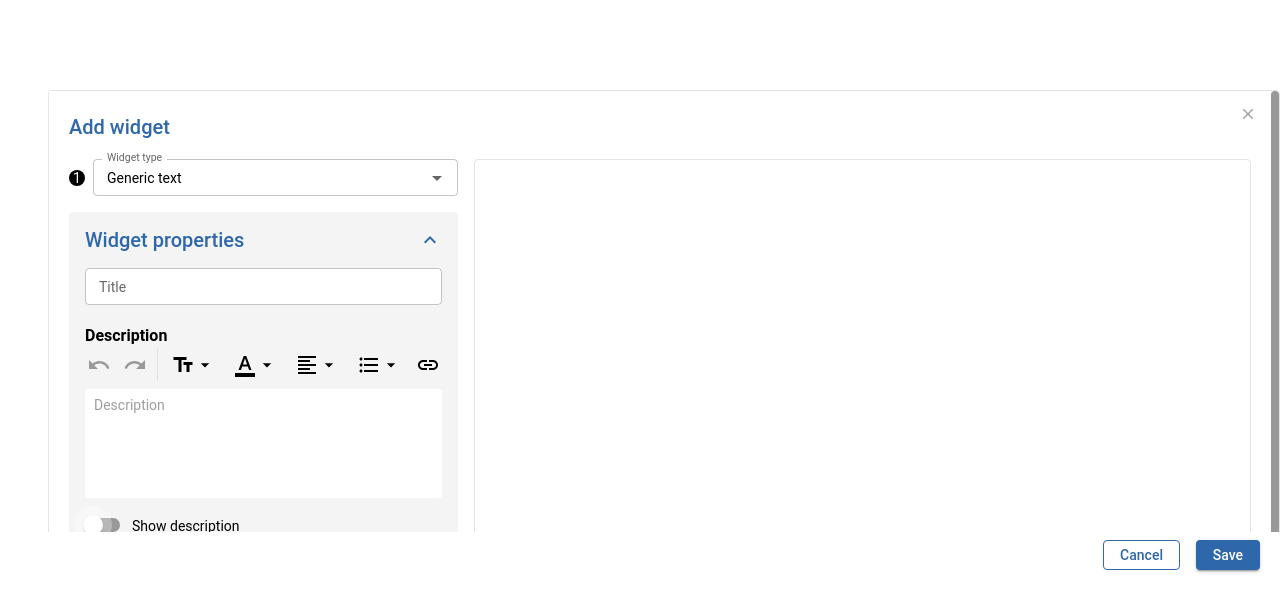 Add widget
Widget type
1 Generic text
Widget properties
Title
Description
Description
Show description
Cancel Save